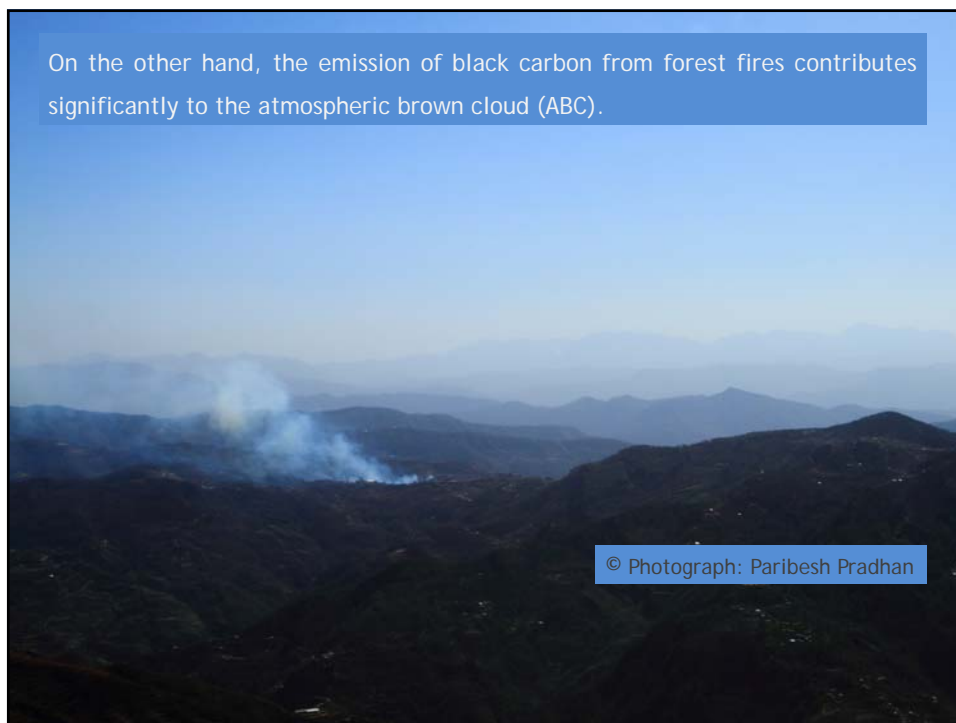 On the other hand, the emission of black carbon from forest fires contributes
significantly to the atmospheric brown cloud (ABC).
© Photograph: Paribesh Pradhan